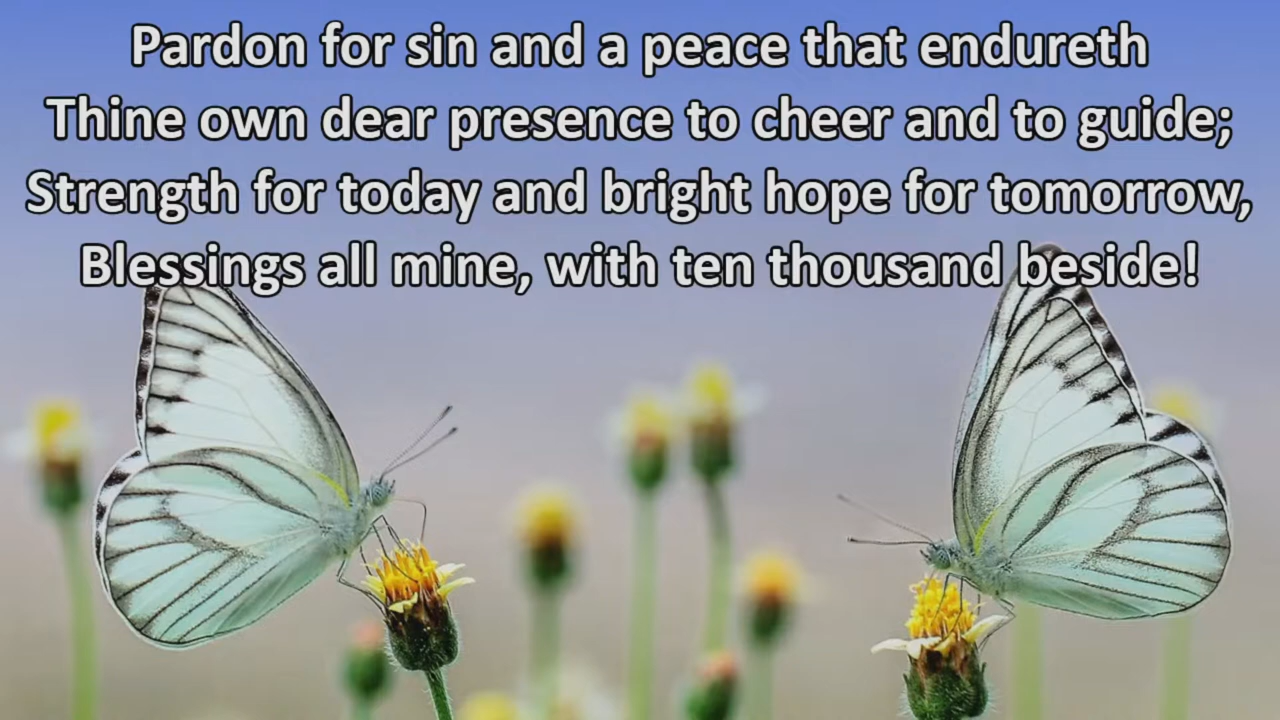 Pardon for sin and a peace that endureth
Thine own dear presence to cheer and to guide;
Strength for today and bright hope for tomorrow,
Blessings all mine, with ten thousand beside!